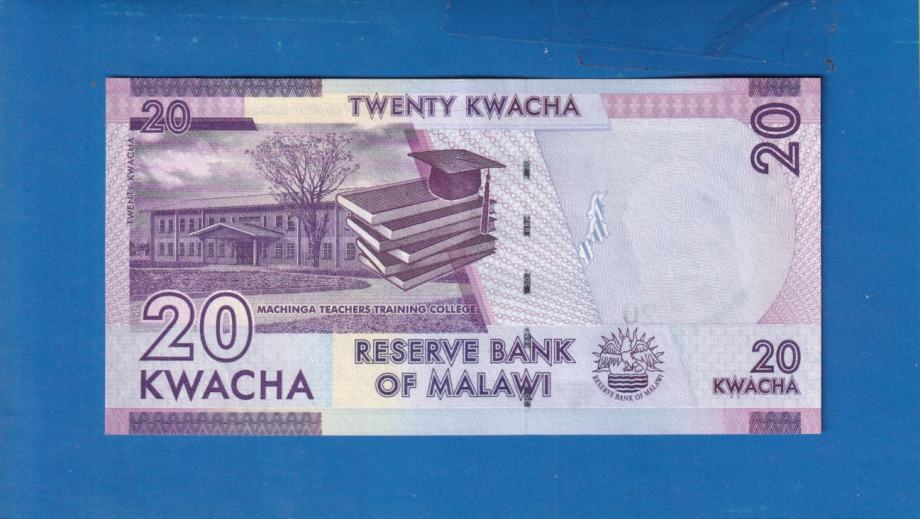 TWENTY KWACHA
20
20
TWENTY KWACHA
MACHINGA TEACHERS TRAINING COLLEGE
20
KWACHA
RESERVE BANK
OF MALAWI
RESERVE BANK OF MALAWI
20
KWACHA